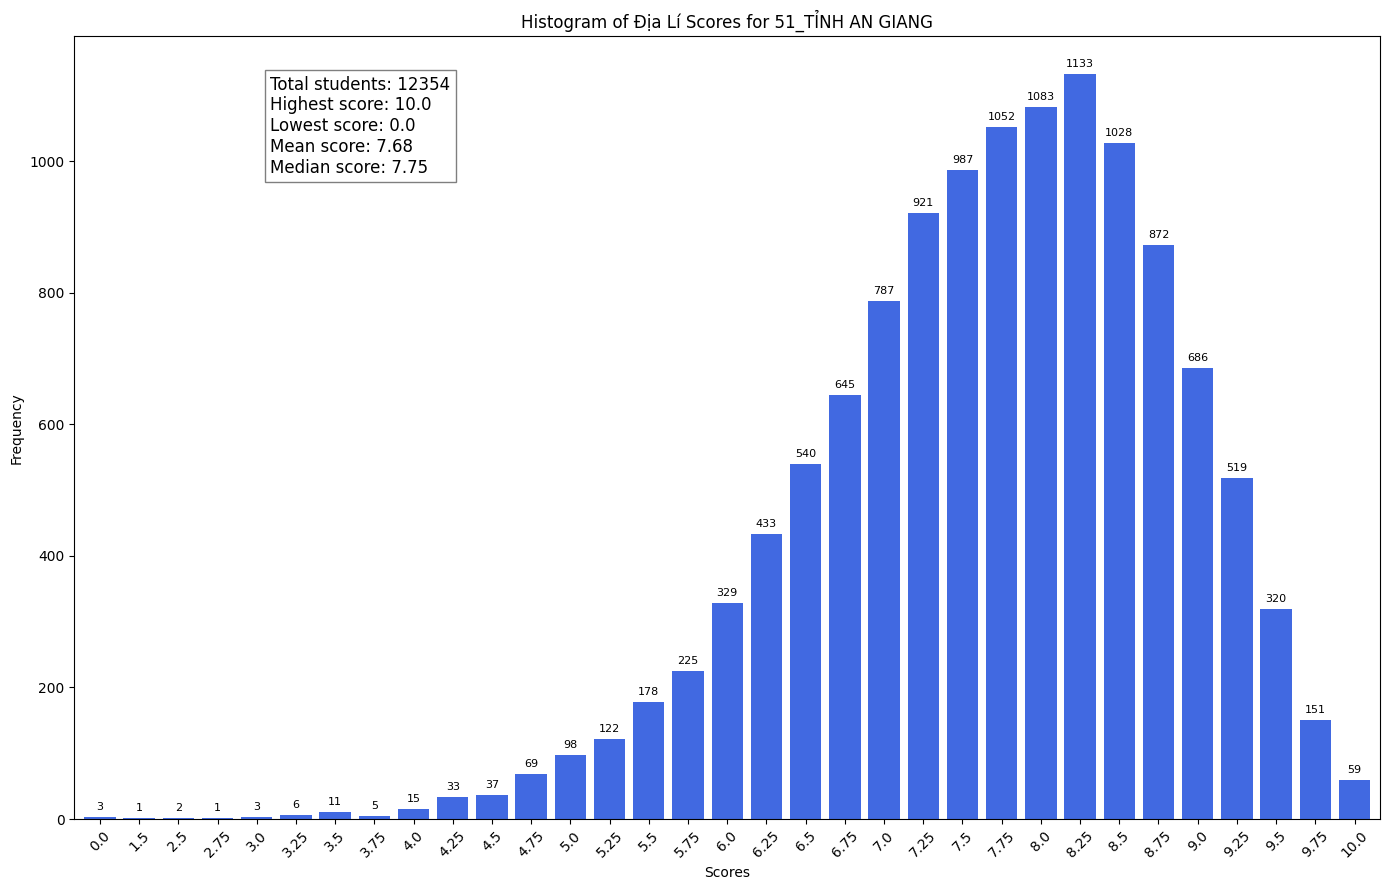 Histogram of Địa Lí Scores for 51_TỈNH AN GIANG
Total students: 12354
Highest score: 10.0
Lowest score: 0.0
Mean score: 7.68
Median score: 7.75
Frequency
1000
800
600
400
200
0
3 1 2 1 3 6 11 5 15 33 37 69 98 122 178 225 329 433 540 645 787 921 987 1052 1083 1133 1028 872 686 519 320 151 59
0.0 1.5 2.5 2.75 3.0 3.25 3.5 3.75 4.0 4.25 4.5 4.75 5.0 5.25 5.5 5.75 6.0 6.25 6.5 6.75 7.0 7.25 7.5 7.75 8.0 8.25 8.5 8.75 9.0 9.25 9.5 9.75 10.0
Scores